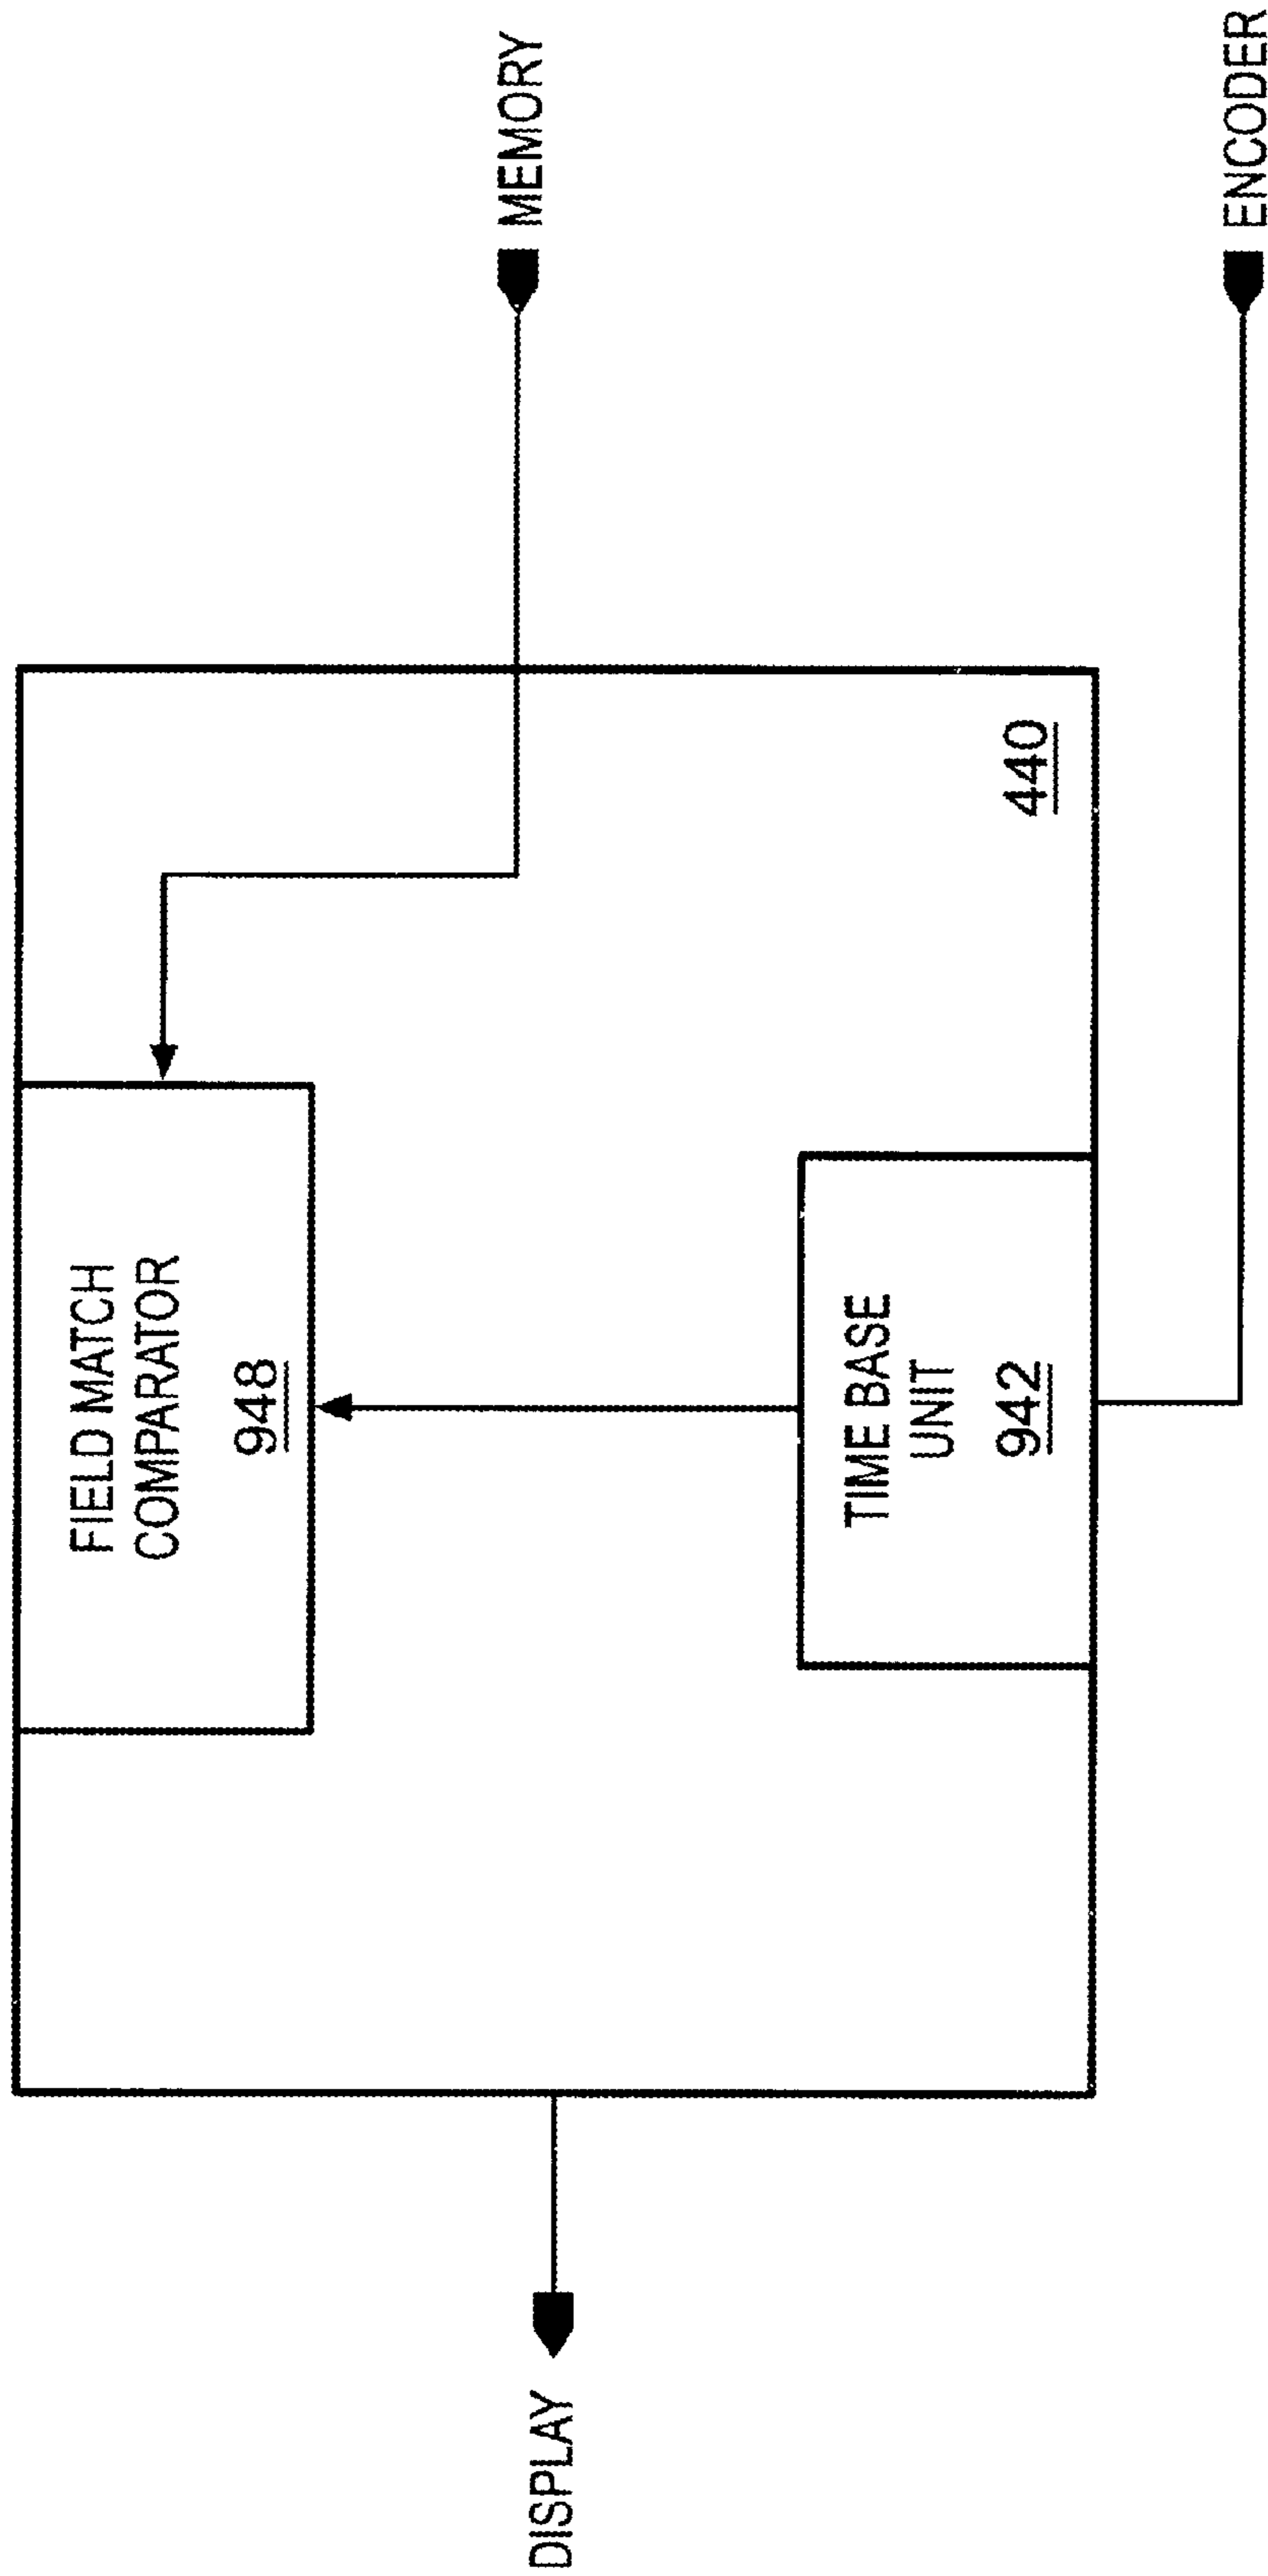 MEMORY
ENCODER
440
FIELD MATCH
COMPARATOR
948
TIME BASE
UNIT
942
DISPLAY